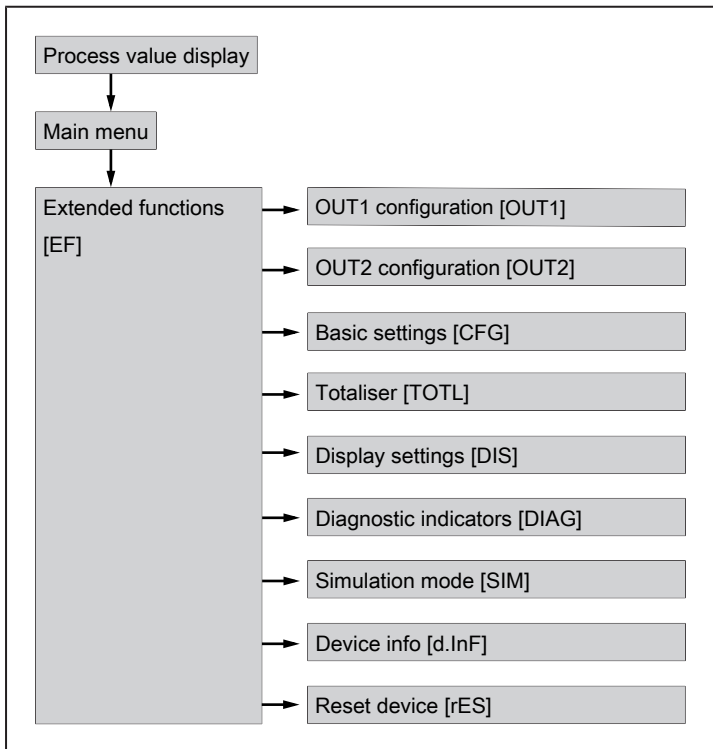 Process value display
Main menu
Extended functions
[EF]
OUT1 configuration [OUT1]
OUT2 configuration [OUT2]
Basic settings [CFG]
Totaliser [TOTL]
Display settings [DIS]
Diagnostic indicators [DIAG]
Simulation mode [SIM]
Device info [d.InF]
Reset device [rES]